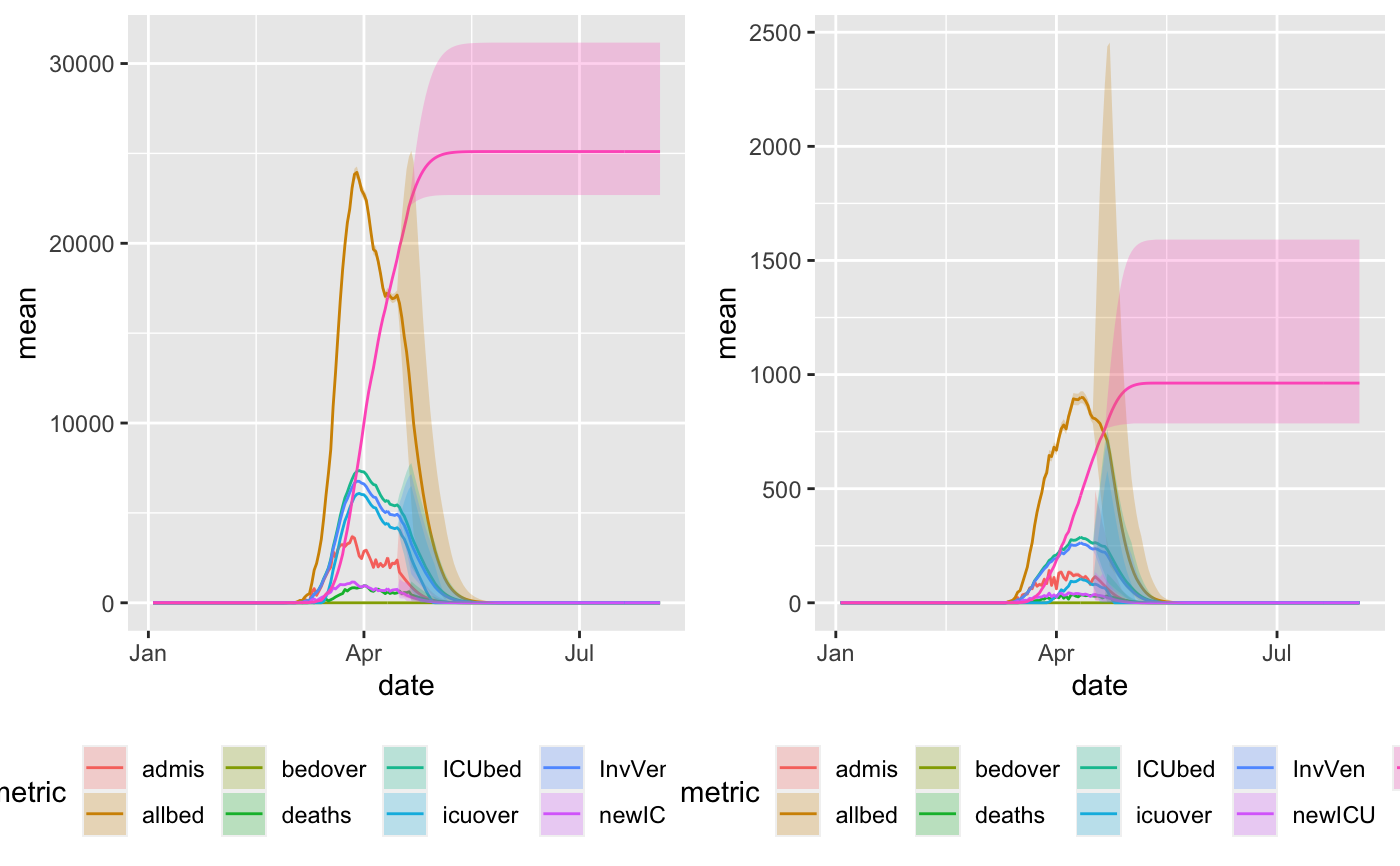 30000
20000
10000
0
mean
Jan Apr Jul
date
metric
admis bedover ICUbed InvVen
allbed deaths icuover newIC
2500
2000
1500
1000
500
0
mean
Jan Apr Jul
date
metric
admis bedover ICUbed InvVen
allbed deaths icuover newICU